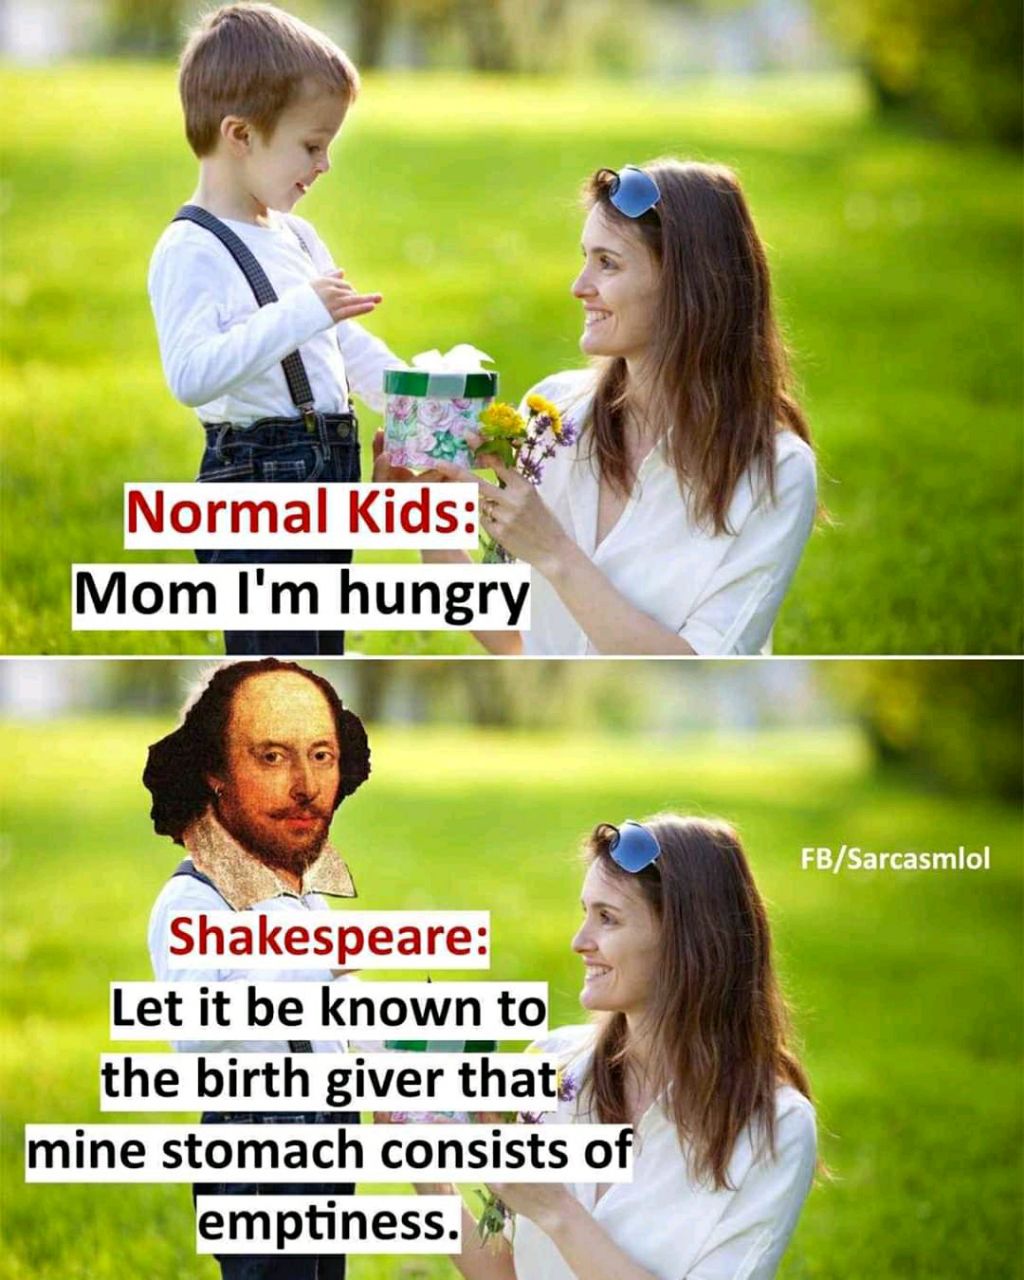 Normal Kids:
Mom I'm hungry
FB/Sarcasmlol
Shakespeare:
Let it be known to
the birth giver that
mine stomach consists of
emptiness.